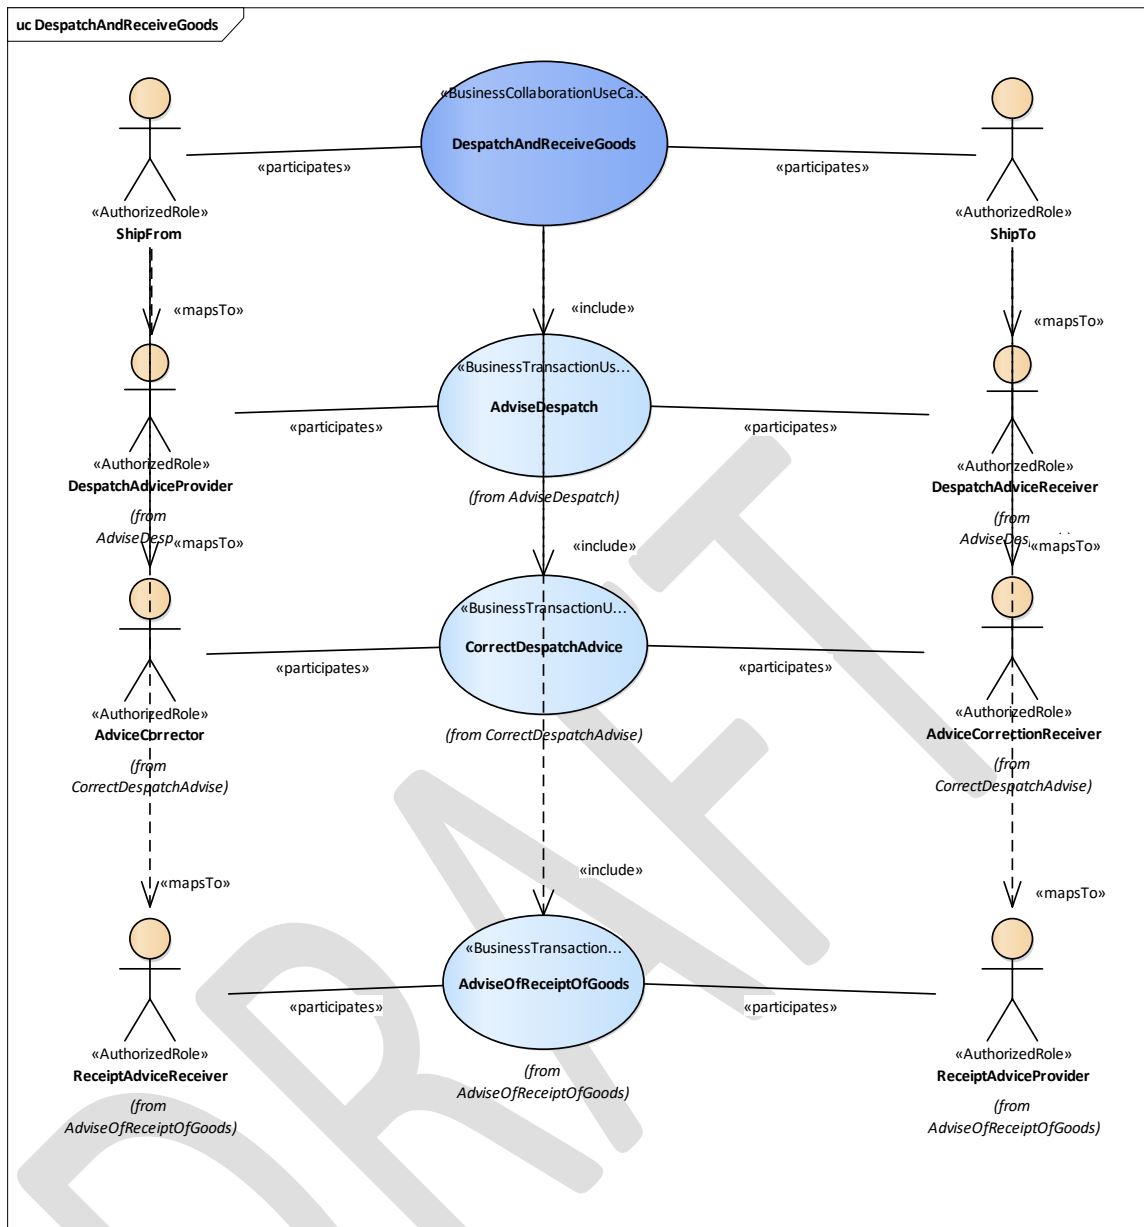 uc DespatchAndReceiveGoods
«BusinessCollaborationUseCa...
DespatchAndReceiveGoods
«participates»
«participates»
«AuthorizedRole»
ShipFrom
«AuthorizedRole»
ShipTo
«mapsTo»
«include»
«mapsTo»
«BusinessTransactionUs...
AdviseDespatch
«participates»
«participates»
«AuthorizedRole»
DespatchAdviceProvider
(from
(from AdviseDespatch)
«AuthorizedRole»
DespatchAdviceReceiver
(from
«mapsTo»
«include»
«mapsTo»
«BusinessTransactionU...
CorrectDespatchAdvice
«participates»
«participates»
«AuthorizedRole»
AdviceCorrector
(from
CorrectDespatchAdvise)
(from CorrectDespatchAdvise)
«AuthorizedRole»
AdviceCorrectionReceiver
(from
CorrectDespatchAdvise)
«mapsTo»
«include»
«mapsTo»
«BusinessTransaction...
AdviseOfReceiptOfGoods
«participates»
«participates»
«AuthorizedRole»
ReceiptAdviceReceiver
(from
AdviseOfReceiptOfGoods)
(from
AdviseOfReceiptOfGoods)
«AuthorizedRole»
ReceiptAdviceProvider
(from
AdviseOfReceiptOfGoods)
DRAFT